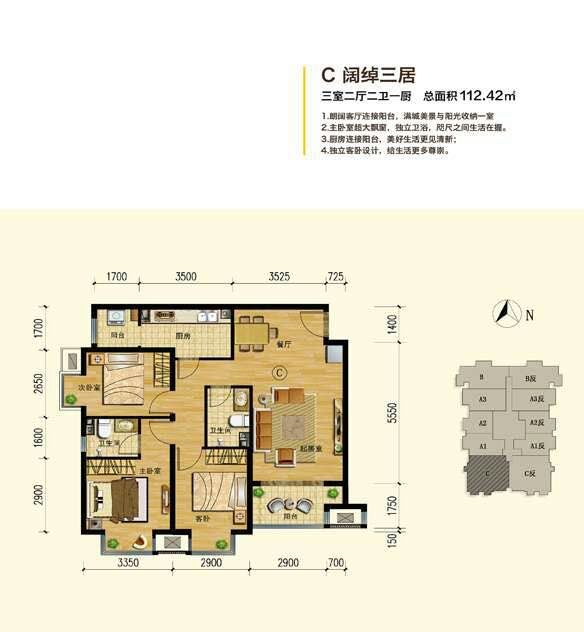 C 阔绰三居
三室二厅二卫一厨 总面积112.42㎡
1.朗阔客厅连接阳台，满城美景与阳光收纳一室
2.主卧室超大飘窗，独立卫浴，咫尺之间生活在握。
3.厨房连接阳台，美好生活更见清新；
4.独立客卧设计，给生活更多尊崇。
1700 3500 3525 725
1700
2650
1600
2900
1400
5550
1750
150
阳台
厨房
餐厅
C
次卧室
卫生间
卫生间
起居室
主卧室
客卧
阳台
3350 2900 2900 700
N
B B反
A3 A3反
A2 A2反
A1 A1反
C C反